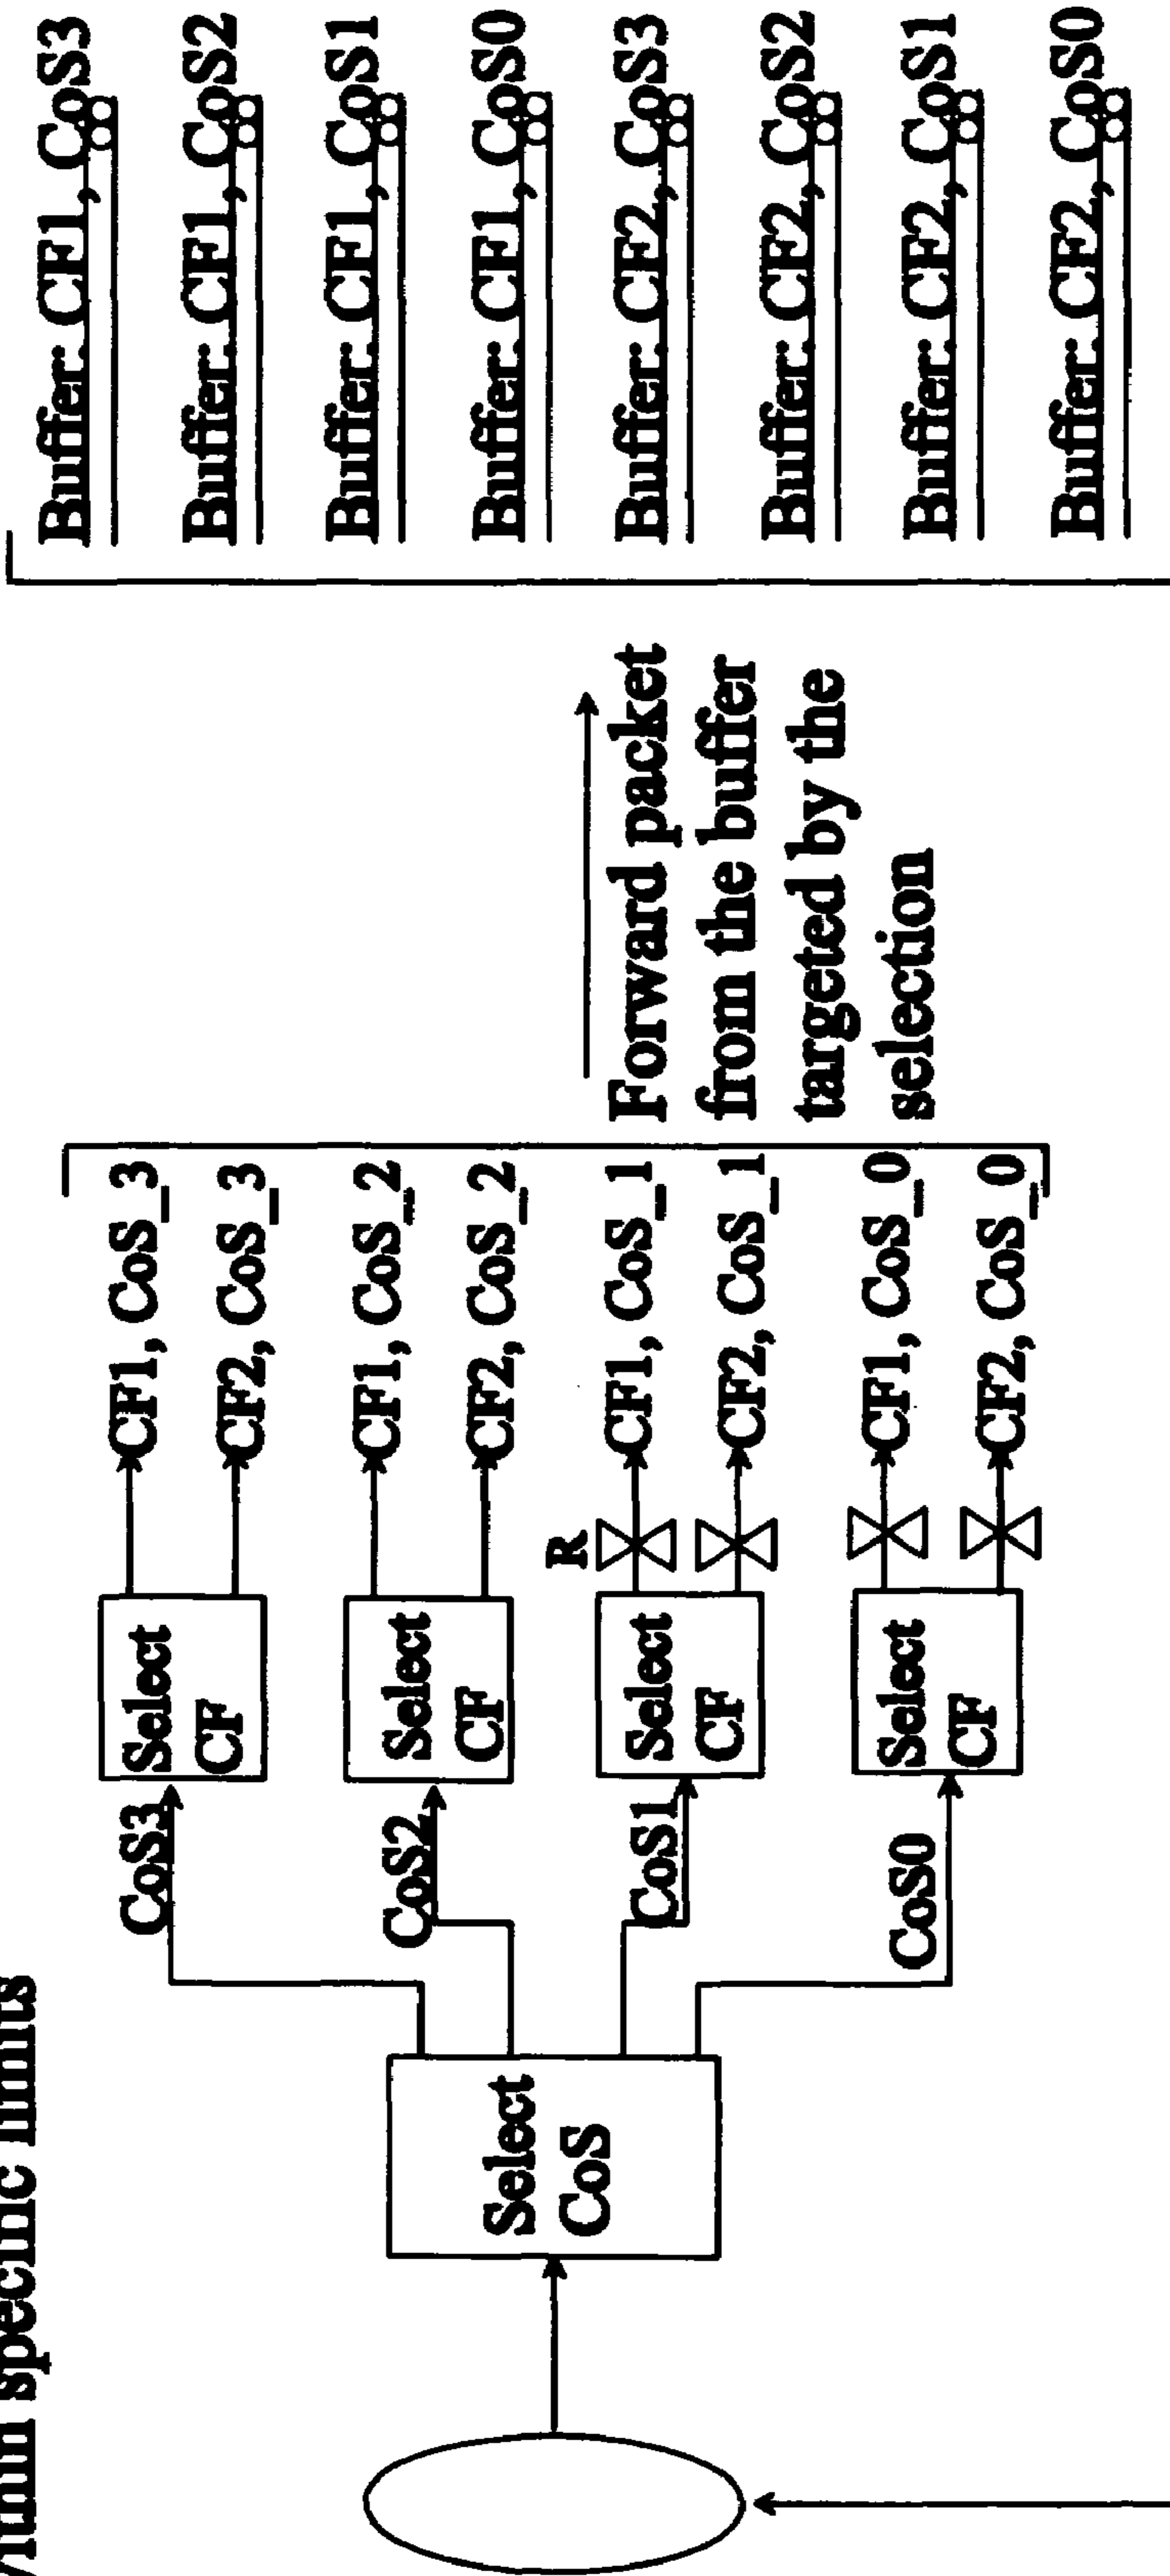 specific limits
Select
CoS
CoS3
CoS2
CoS1
CoS0
Select
CF
Select
CF
Select
CF
Select
CF
R
CF1, CoS_3
CF2, CoS_3
CF1, CoS_2
CF2, CoS_2
CF1, CoS_1
CF2, CoS_1
CF1, CoS_0
CF2, CoS_0
Forward packet
from the buffer
targeted by the
selection
Buffer: CF1, CoS3
Buffer: CF1, CoS2
Buffer: CF1, CoS1
Buffer: CF1, CoS0
Buffer: CF2, CoS3
Buffer: CF2, CoS2
Buffer: CF2, CoS1
Buffer: CF2, CoS0